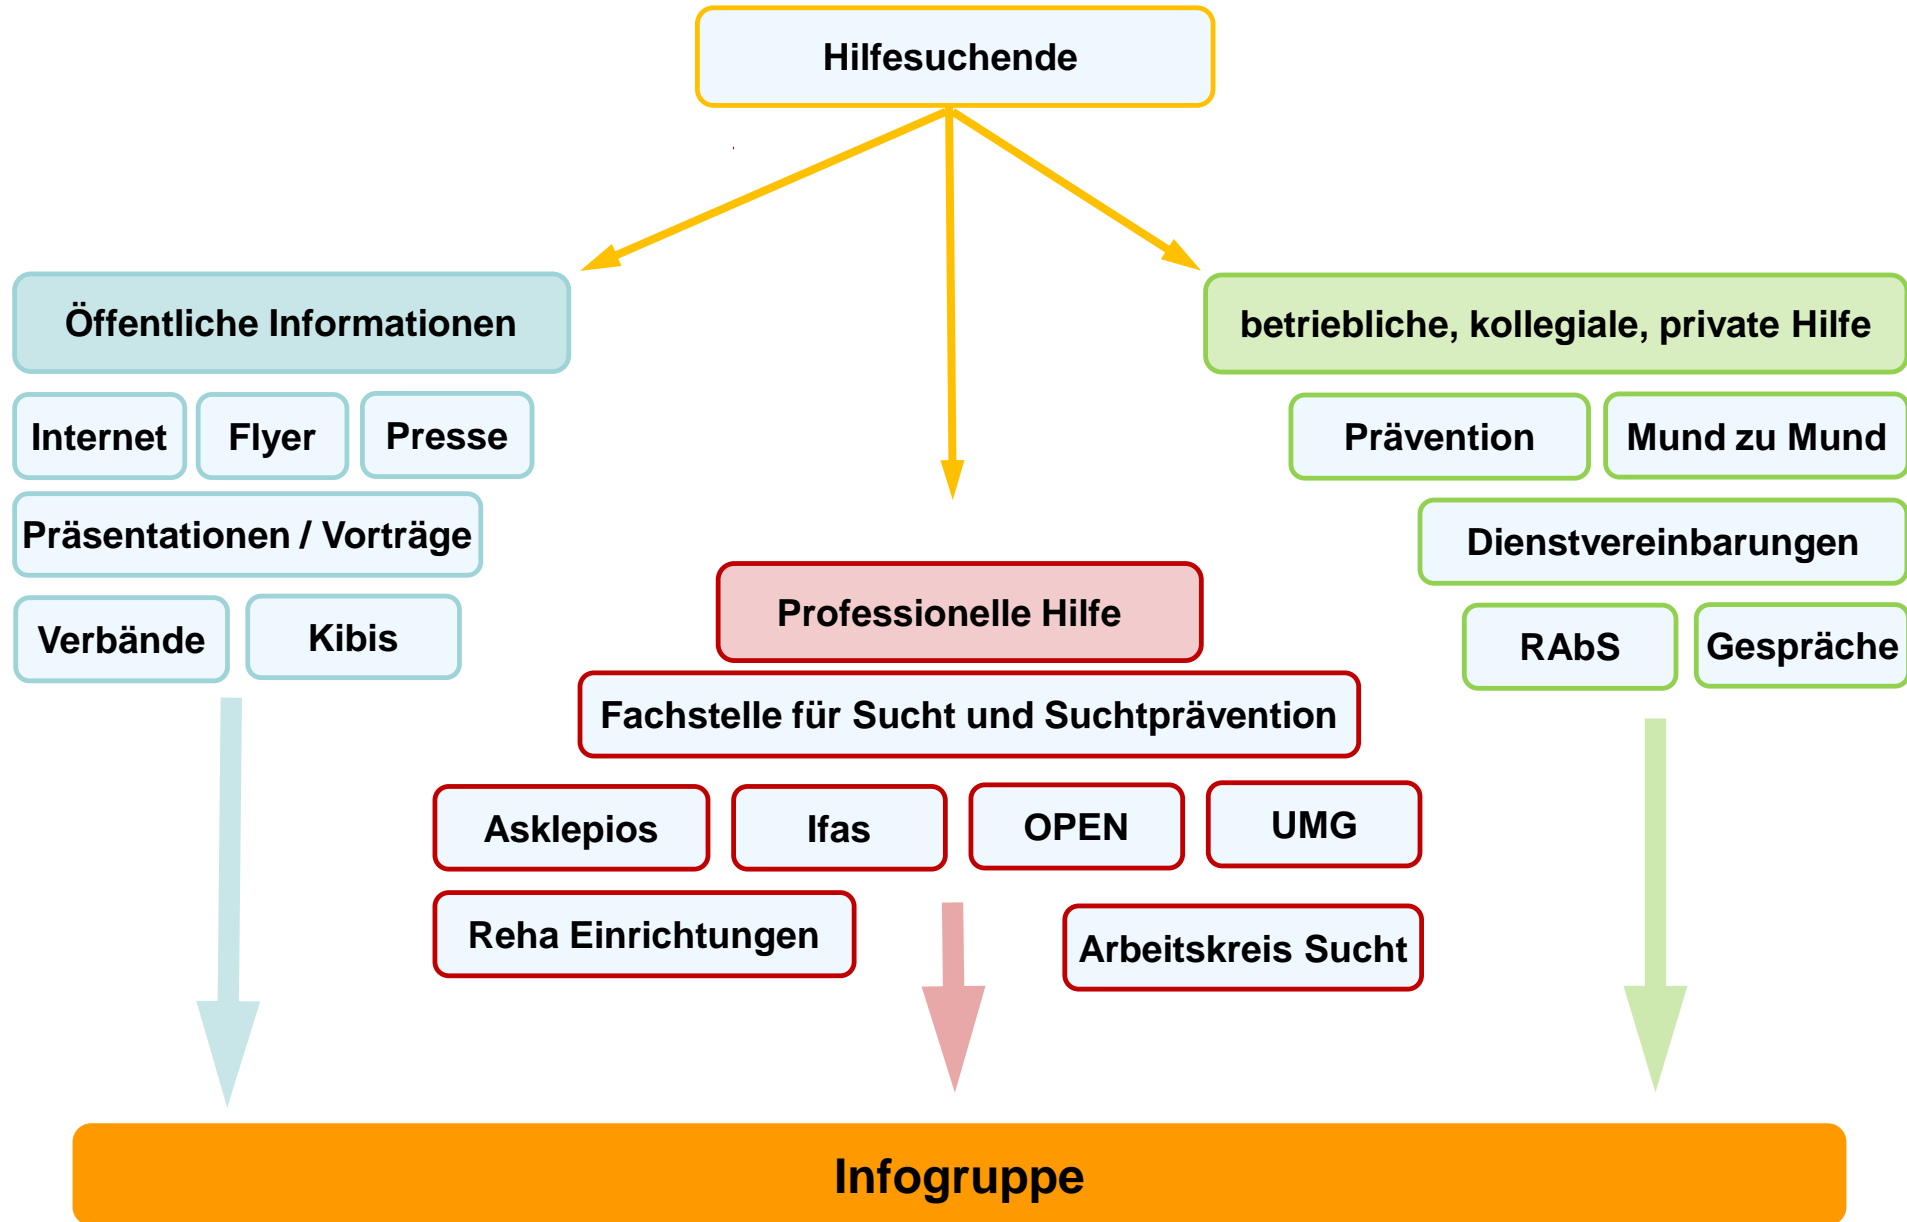 Hilfesuchende
Öffentliche Informationen
Internet
Flyer
Presse
Präsentationen / Vorträge
Verbände
Kibis
Professionelle Hilfe
Fachstelle für Sucht und Suchtprävention
Asklepios
Ifas
OPEN
UMG
Reha Einrichtungen
Arbeitskreis Sucht
betriebliche, kollegiale, private Hilfe
Prävention
Mund zu Mund
Dienstvereinbarungen
RAbS
Gespräche
Infogruppe